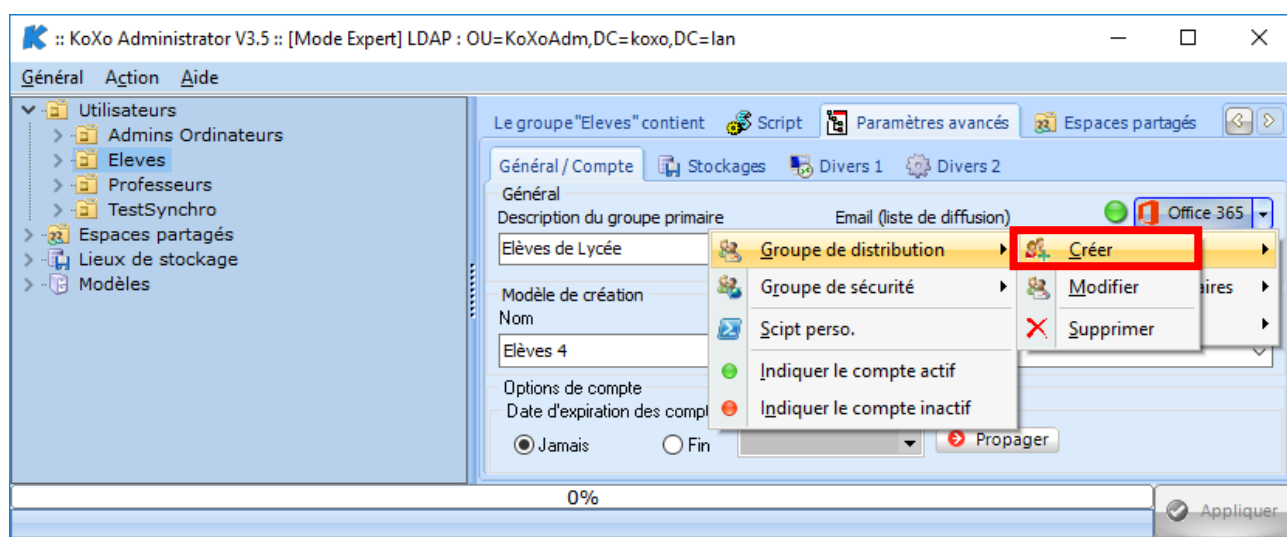 :: KoXo Administrator V3.5 :: [Mode Expert] LDAP : OU=KoXoAdm,DC=koxo,DC=lan
Général Action Aide
Utilisateurs
Admins Ordinateurs
Eleves
Professeurs
TestSynchro
Espaces partagés
Lieux de stockage
Modèles
Le groupe "Eleves" contient Script Paramètres avancés Espaces partagés
Général / Compte Stockages Divers 1 Divers 2
Général
Description du groupe primaire Email (liste de diffusion) Office 365
Elèves de Lycée
Modèle de création
Nom
Elèves 4
Options de compte
Date d'expiration des compt
Jamais Fin Propager
Groupe de distribution
Groupe de sécurité
Scipt perso.
Indiquer le compte actif
Indiquer le compte inactif
Créer
Modifier
Supprimer
aires
0%
Appliquer